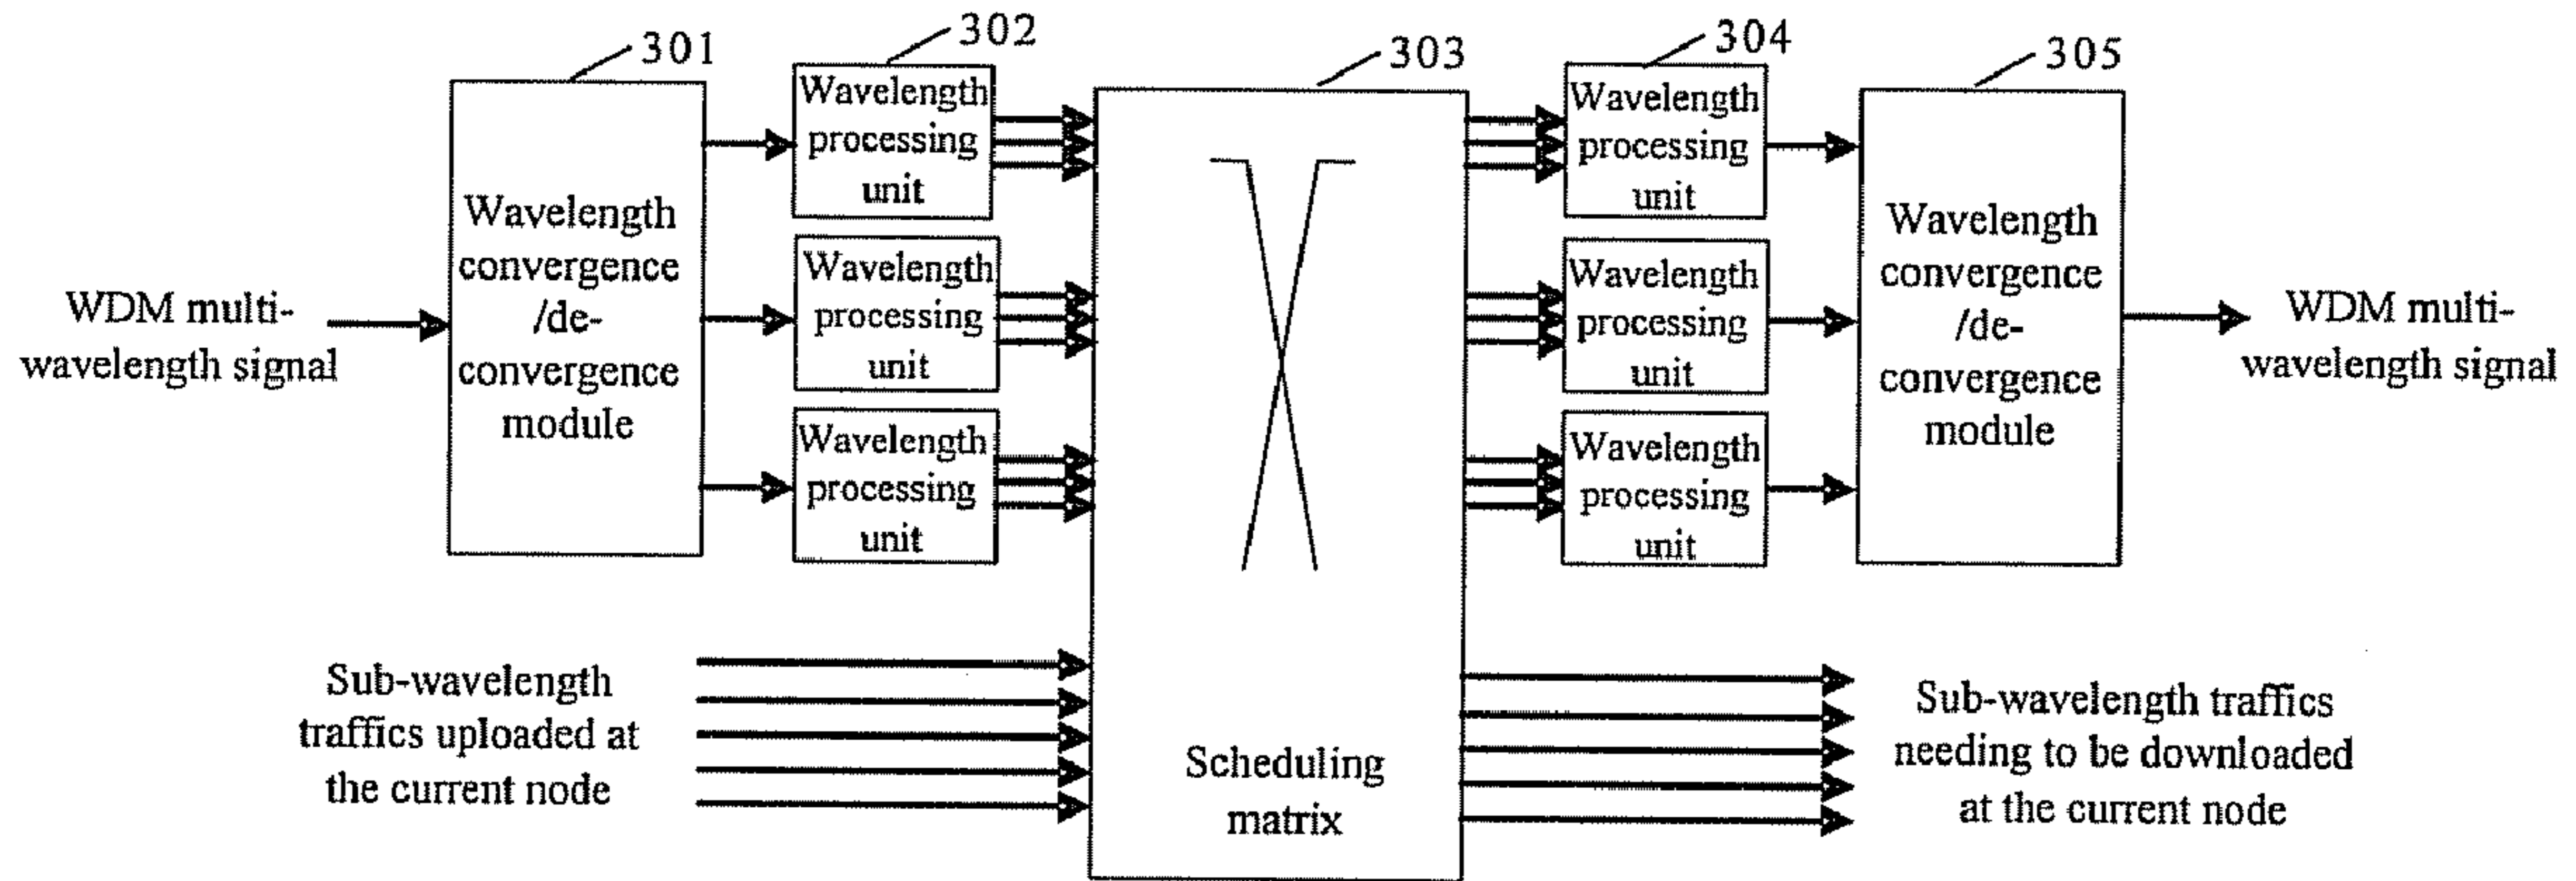 301
302
303
304
305
WDM multi-
wavelength signal
Wavelength
convergence
/de-
convergence
module
Wavelength
processing
unit
Wavelength
processing
unit
Wavelength
processing
unit
Scheduling
matrix
Wavelength
processing
unit
Wavelength
processing
unit
Wavelength
processing
unit
Wavelength
convergence
/de-
convergence
module
WDM multi-
wavelength signal
Sub-wavelength
traffics uploaded at
the current node
Sub-wavelength traffics
needing to be downloaded
at the current node